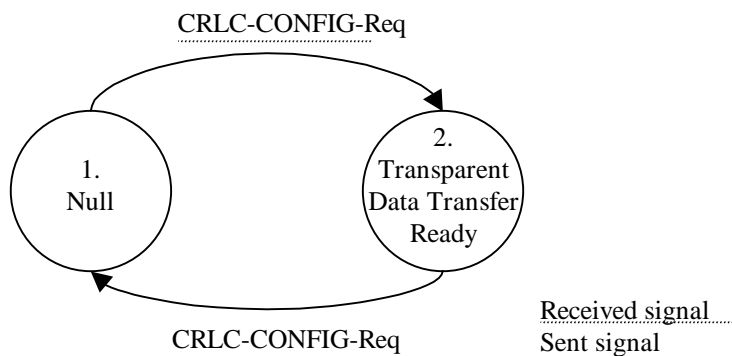 CRLC-CONFIG-Req
1.
Null
2.
Transparent
Data Transfer
Ready
CRLC-CONFIG-Req
Received signal
Sent signal